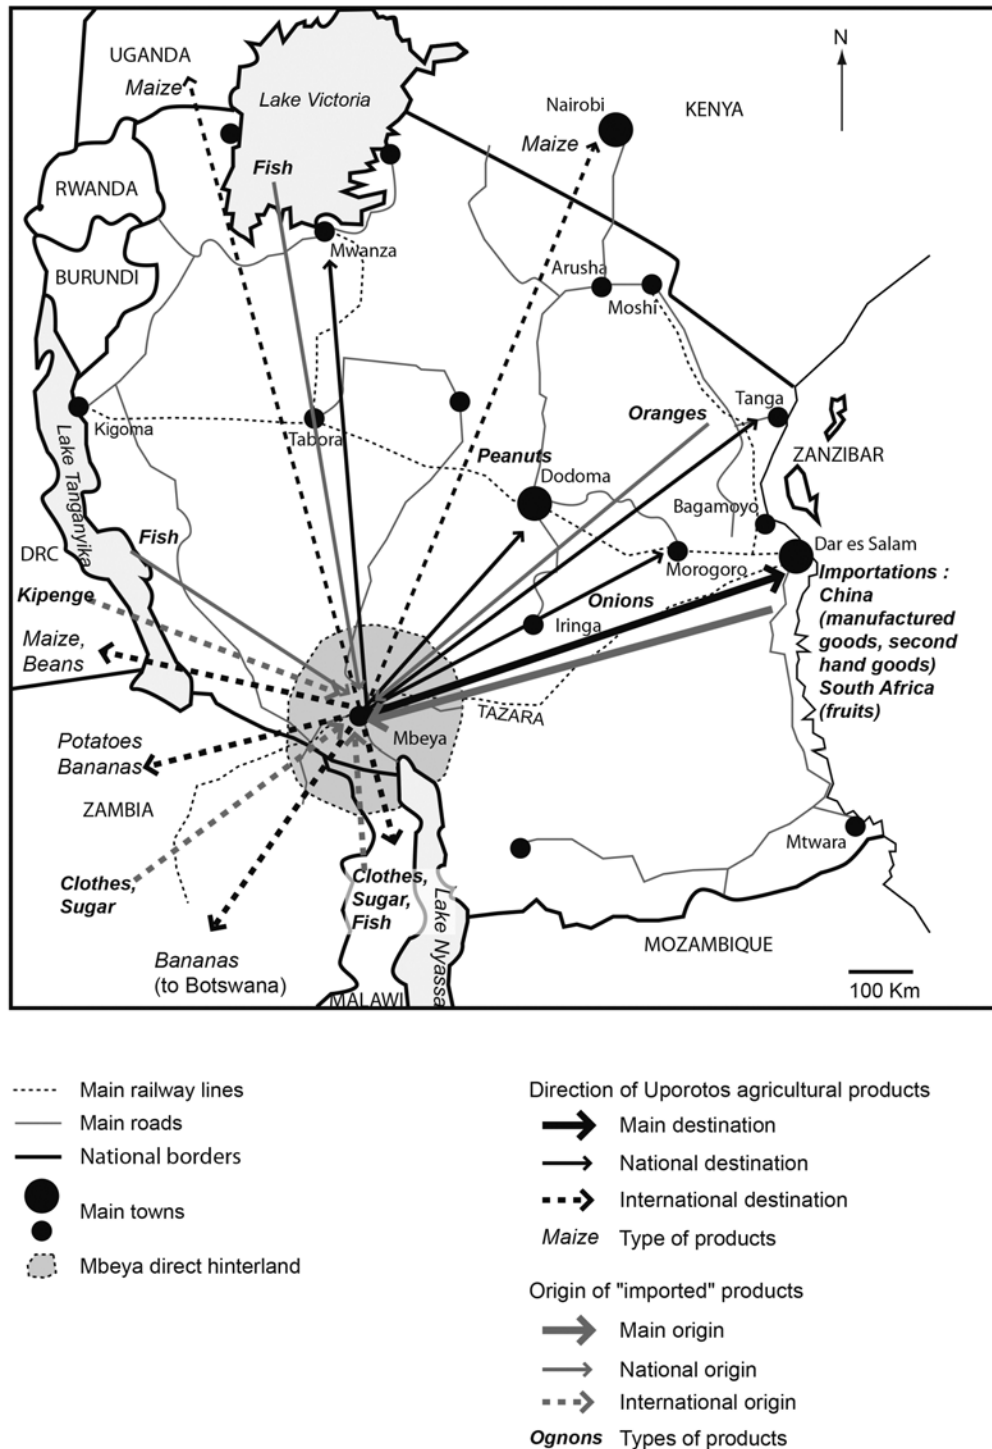 UGANDA
Maize
Lake Victoria
Fish
N
Nairobi
KENYA
Maize
RWANDA
BURUNDI
Mwanza
Arusha
Moshi
Kigoma
Tabora
Lake Tanganyika
Oranges
Tanga
ZANZIBAR
Peanuts
Dodoma
Bagamoyo
Dar es Salam
Morogoro
Fish
DRC
Kipenge
Onions
Iringa
Importations :
China
(manufactured
goods, second
hand goods)
South Africa
(fruits)
Maize,
Beans
TAZARA
Mbeya
Potatoes
Bananas
ZAMBIA
Mtwara
Clothes,
Sugar
Clothes,
Sugar,
Fish
Lake Nyassa
Bananas
(to Botswana)
MALAWI
MOZAMBIQUE
100 Km
Main railway lines
Main roads
National borders
Main towns
Mbeya direct hinterland
Direction of Uporotos agricultural products
Main destination
National destination
International destination
Maize Type of products
Origin of "imported" products
Main origin
National origin
International origin
Ognons Types of products